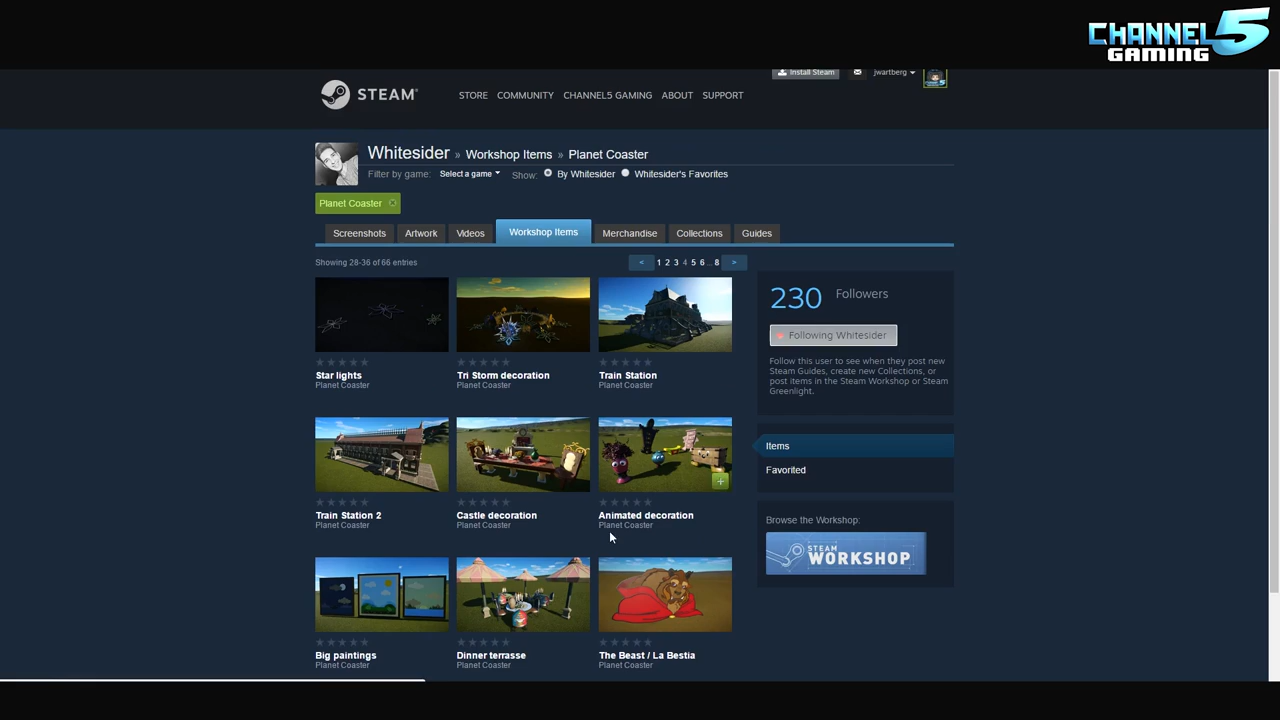 CHANNEL 5
GAMING
Install Steam
jwartberg
STEAM
STORE COMMUNITY CHANNEL5 GAMING ABOUT SUPPORT
Whitesider » Workshop Items » Planet Coaster
Filter by game: Select a game Show: By Whitesider Whitesider's Favorites
Planet Coaster
Screenshots Artwork Videos Workshop Items Merchandise Collections Guides
Showing 28-36 of 66 entries
< 1 2 3 4 5 6 ... 8 >
230 Followers
Following Whitesider
Follow this user to see when they post new
Steam Guides, create new Collections, or
post items in the Steam Workshop or Steam
Greenlight.
Star lights
Planet Coaster
Tri Storm decoration
Planet Coaster
Train Station
Planet Coaster
Items
Favorited
Train Station 2
Planet Coaster
Castle decoration
Planet Coaster
Animated decoration
Planet Coaster
Browse the Workshop:
STEAM
WORKSHOP
Big paintings
Planet Coaster
Dinner terrasse
Planet Coaster
The Beast / La Bestia
Planet Coaster